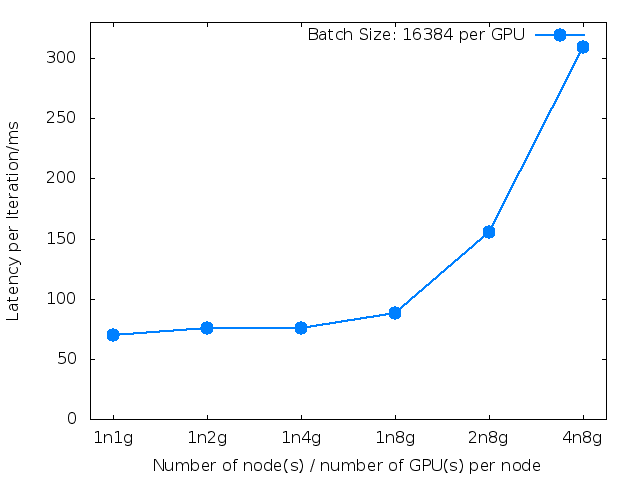 Batch Size: 16384 per GPU
300
250
200
150
100
50
0
Latency per Iteration/ms
1n1g 1n2g 1n4g 1n8g 2n8g 4n8g
Number of node(s) / number of GPU(s) per node